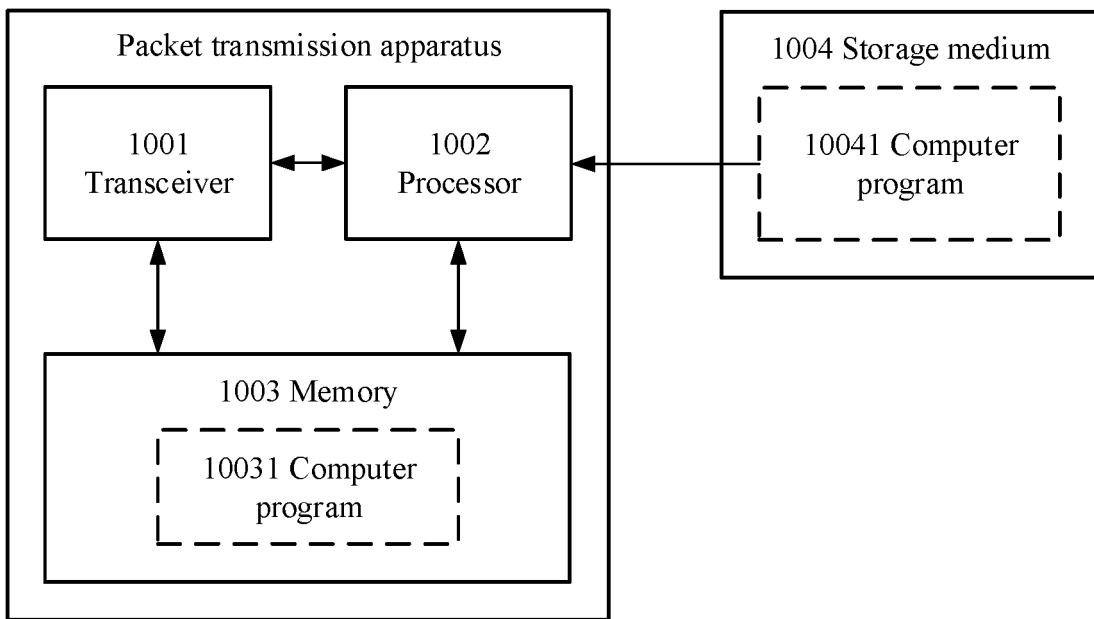 Packet transmission apparatus
1001
Transceiver
1002
Processor
1003 Memory
10031 Computer
program
1004 Storage medium
10041 Computer
program